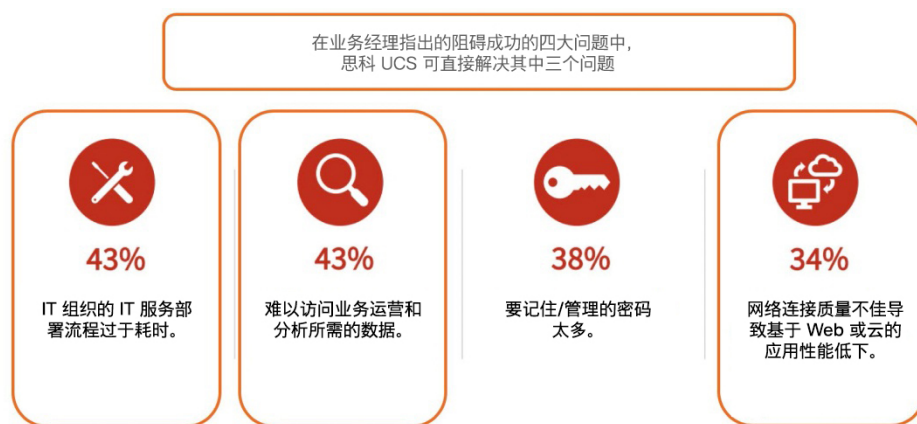 在业务经理指出的阻碍成功的四大问题中，
思科 UCS 可直接解决其中三个问题
43%
IT 组织的 IT 服务部
署流程过于耗时。
43%
难以访问业务运营和
分析所需的数据。
38%
要记住/管理的密码
太多。
34%
网络连接质量不佳导
致基于 Web 或云的
应用性能低下。